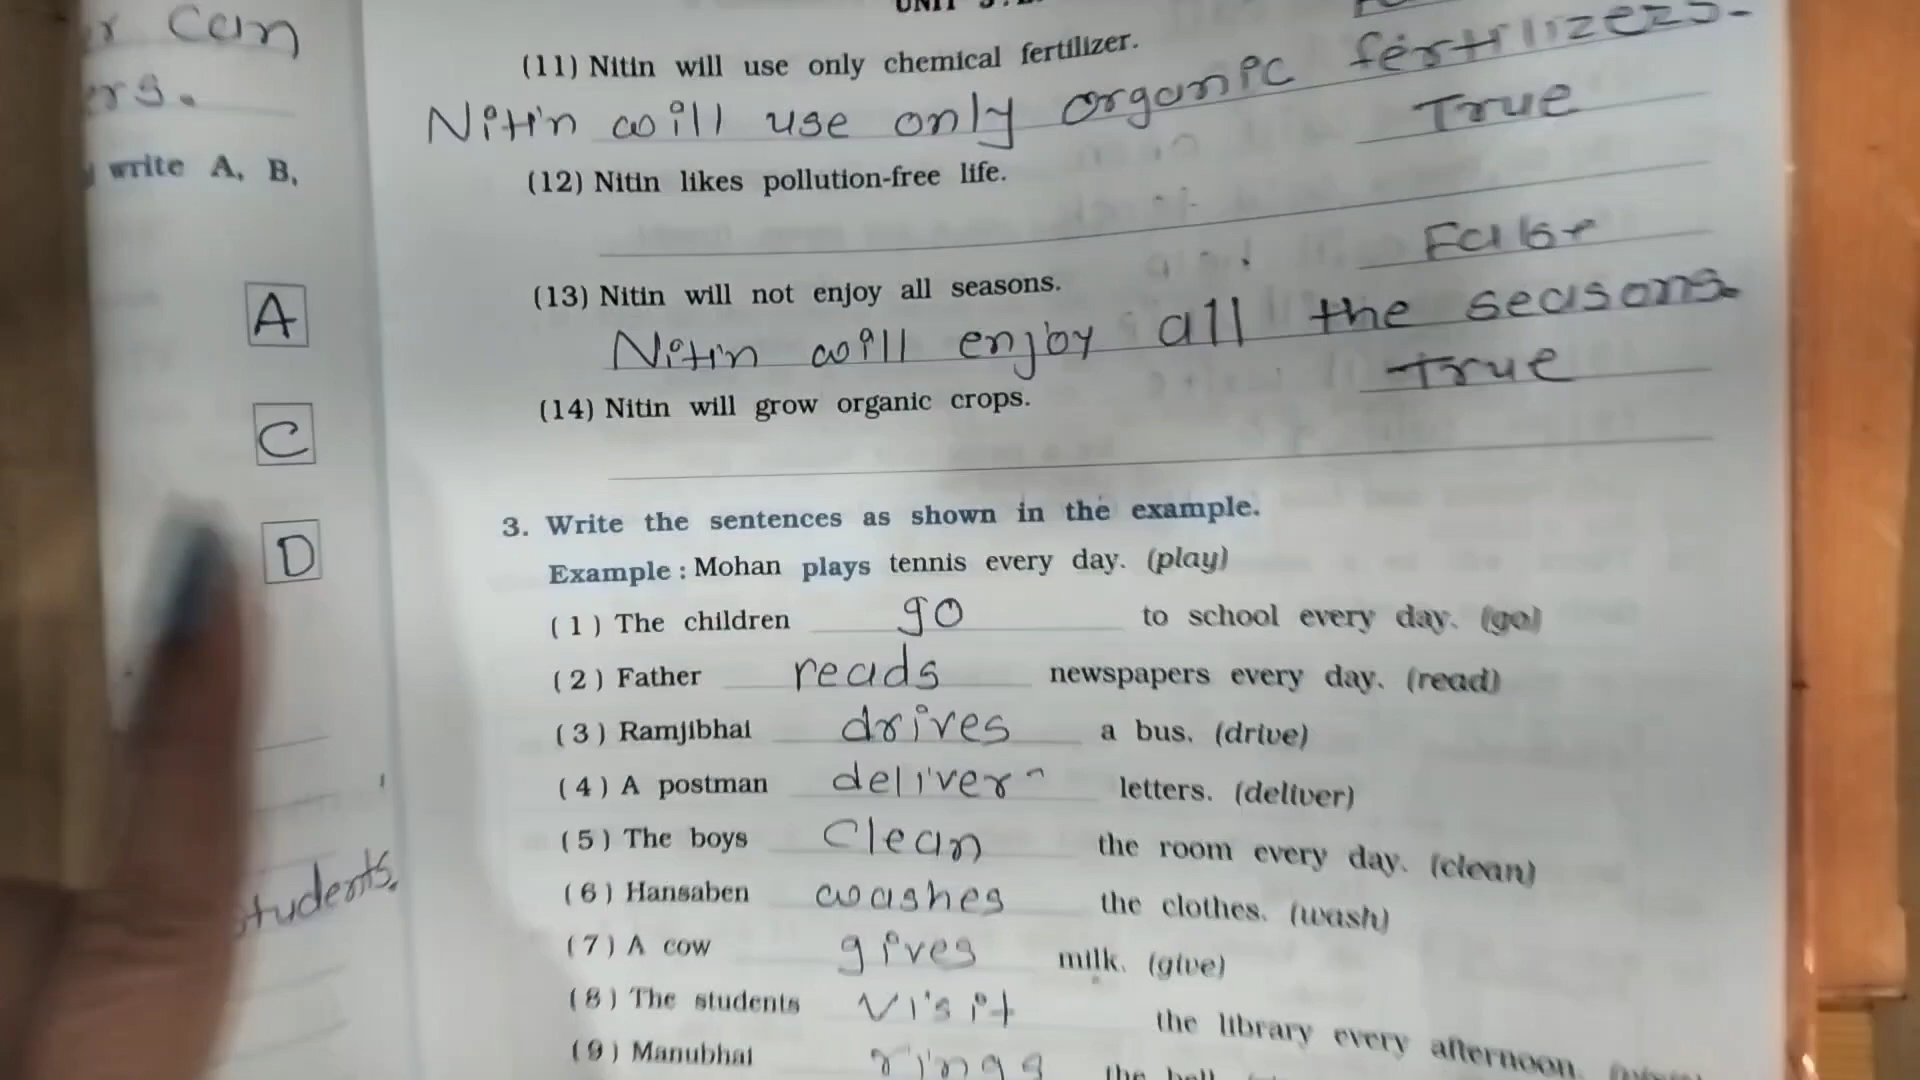 r can
ers.
write A, B,
A
C
D
students.
(11) Nitin will use only chemical fertilizer.
Nitin will use only organic fertilizers.
True
(12) Nitin likes pollution-free life.
False
(13) Nitin will not enjoy all seasons.
Nitin will enjoy all the seasons.
True
(14) Nitin will grow organic crops.
3. Write the sentences as shown in the example.
Example : Mohan plays tennis every day. (play)
(1) The children go to school every day. (go)
(2) Father reads newspapers every day. (read)
(3) Ramjibhai drives a bus. (drive)
(4) A postman deliver letters. (deliver)
(5) The boys clean the room every day. (clean)
(6) Hansaben washes the clothes. (wash)
(7) A cow gives milk. (give)
(8) The students visit the library every afternoon.
(9) Manubhai rings the bell